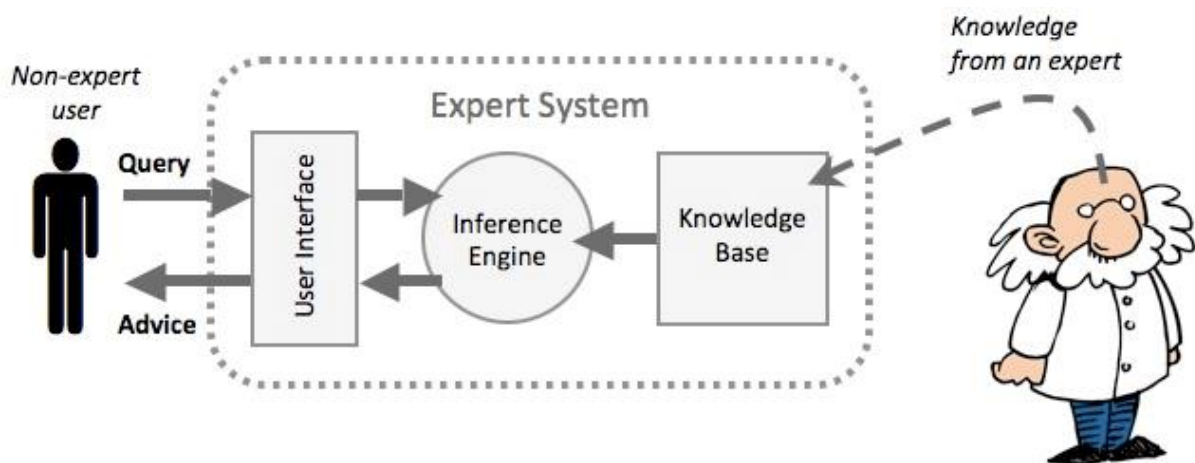 Non-expert
user
Query
Advice
Expert System
User Interface
Inference
Engine
Knowledge
Base
Knowledge
from an expert